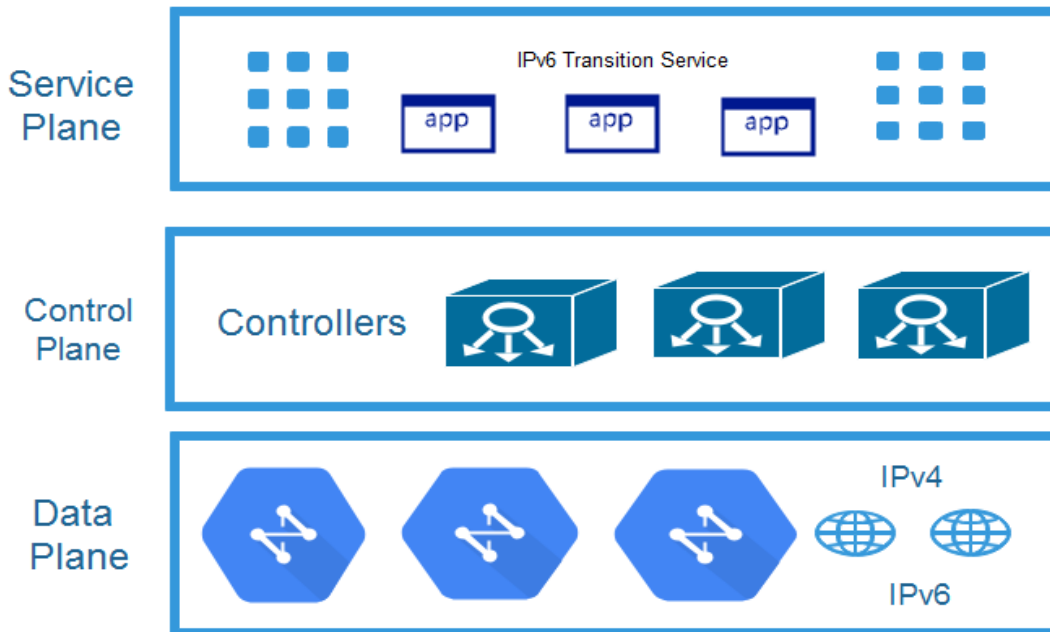 Service
Plane
IPv6 Transition Service
app
app
app
Control
Plane
Controllers
Data
Plane
IPv4
IPv6